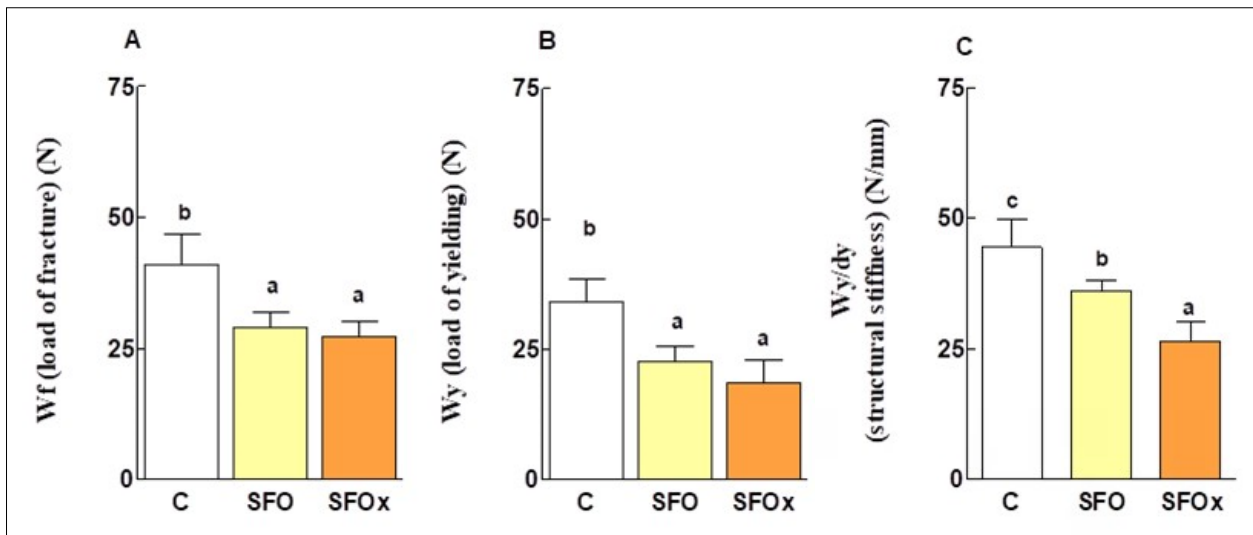 A
Wf (load of fracture) (N)
75
50
25
0
b
a
a
C
SFO
SFOx
B
Wy (load of yielding) (N)
75
50
25
0
b
a
a
C
SFO
SFOx
C
Wy/dy
(structural stiffness) (N/mm)
75
50
25
0
c
b
a
C
SFO
SFOx